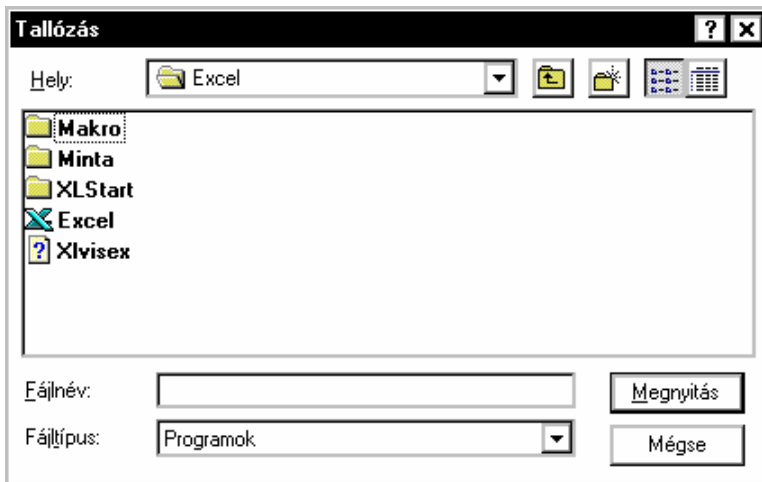 Tallózás
Hely: Excel
Makro
Minta
XLStart
Excel
Xlvisex
Fájlnév: Megnyitás
Fájltípus: Programok Mégse